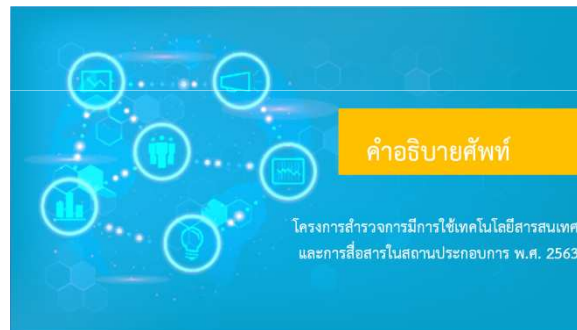 คำอธิบายศัพท์
โครงการสำรวจการมีการใช้เทคโนโลยีสารสนเทศ
และการสื่อสารในสถานประกอบการ พ.ศ. 2563